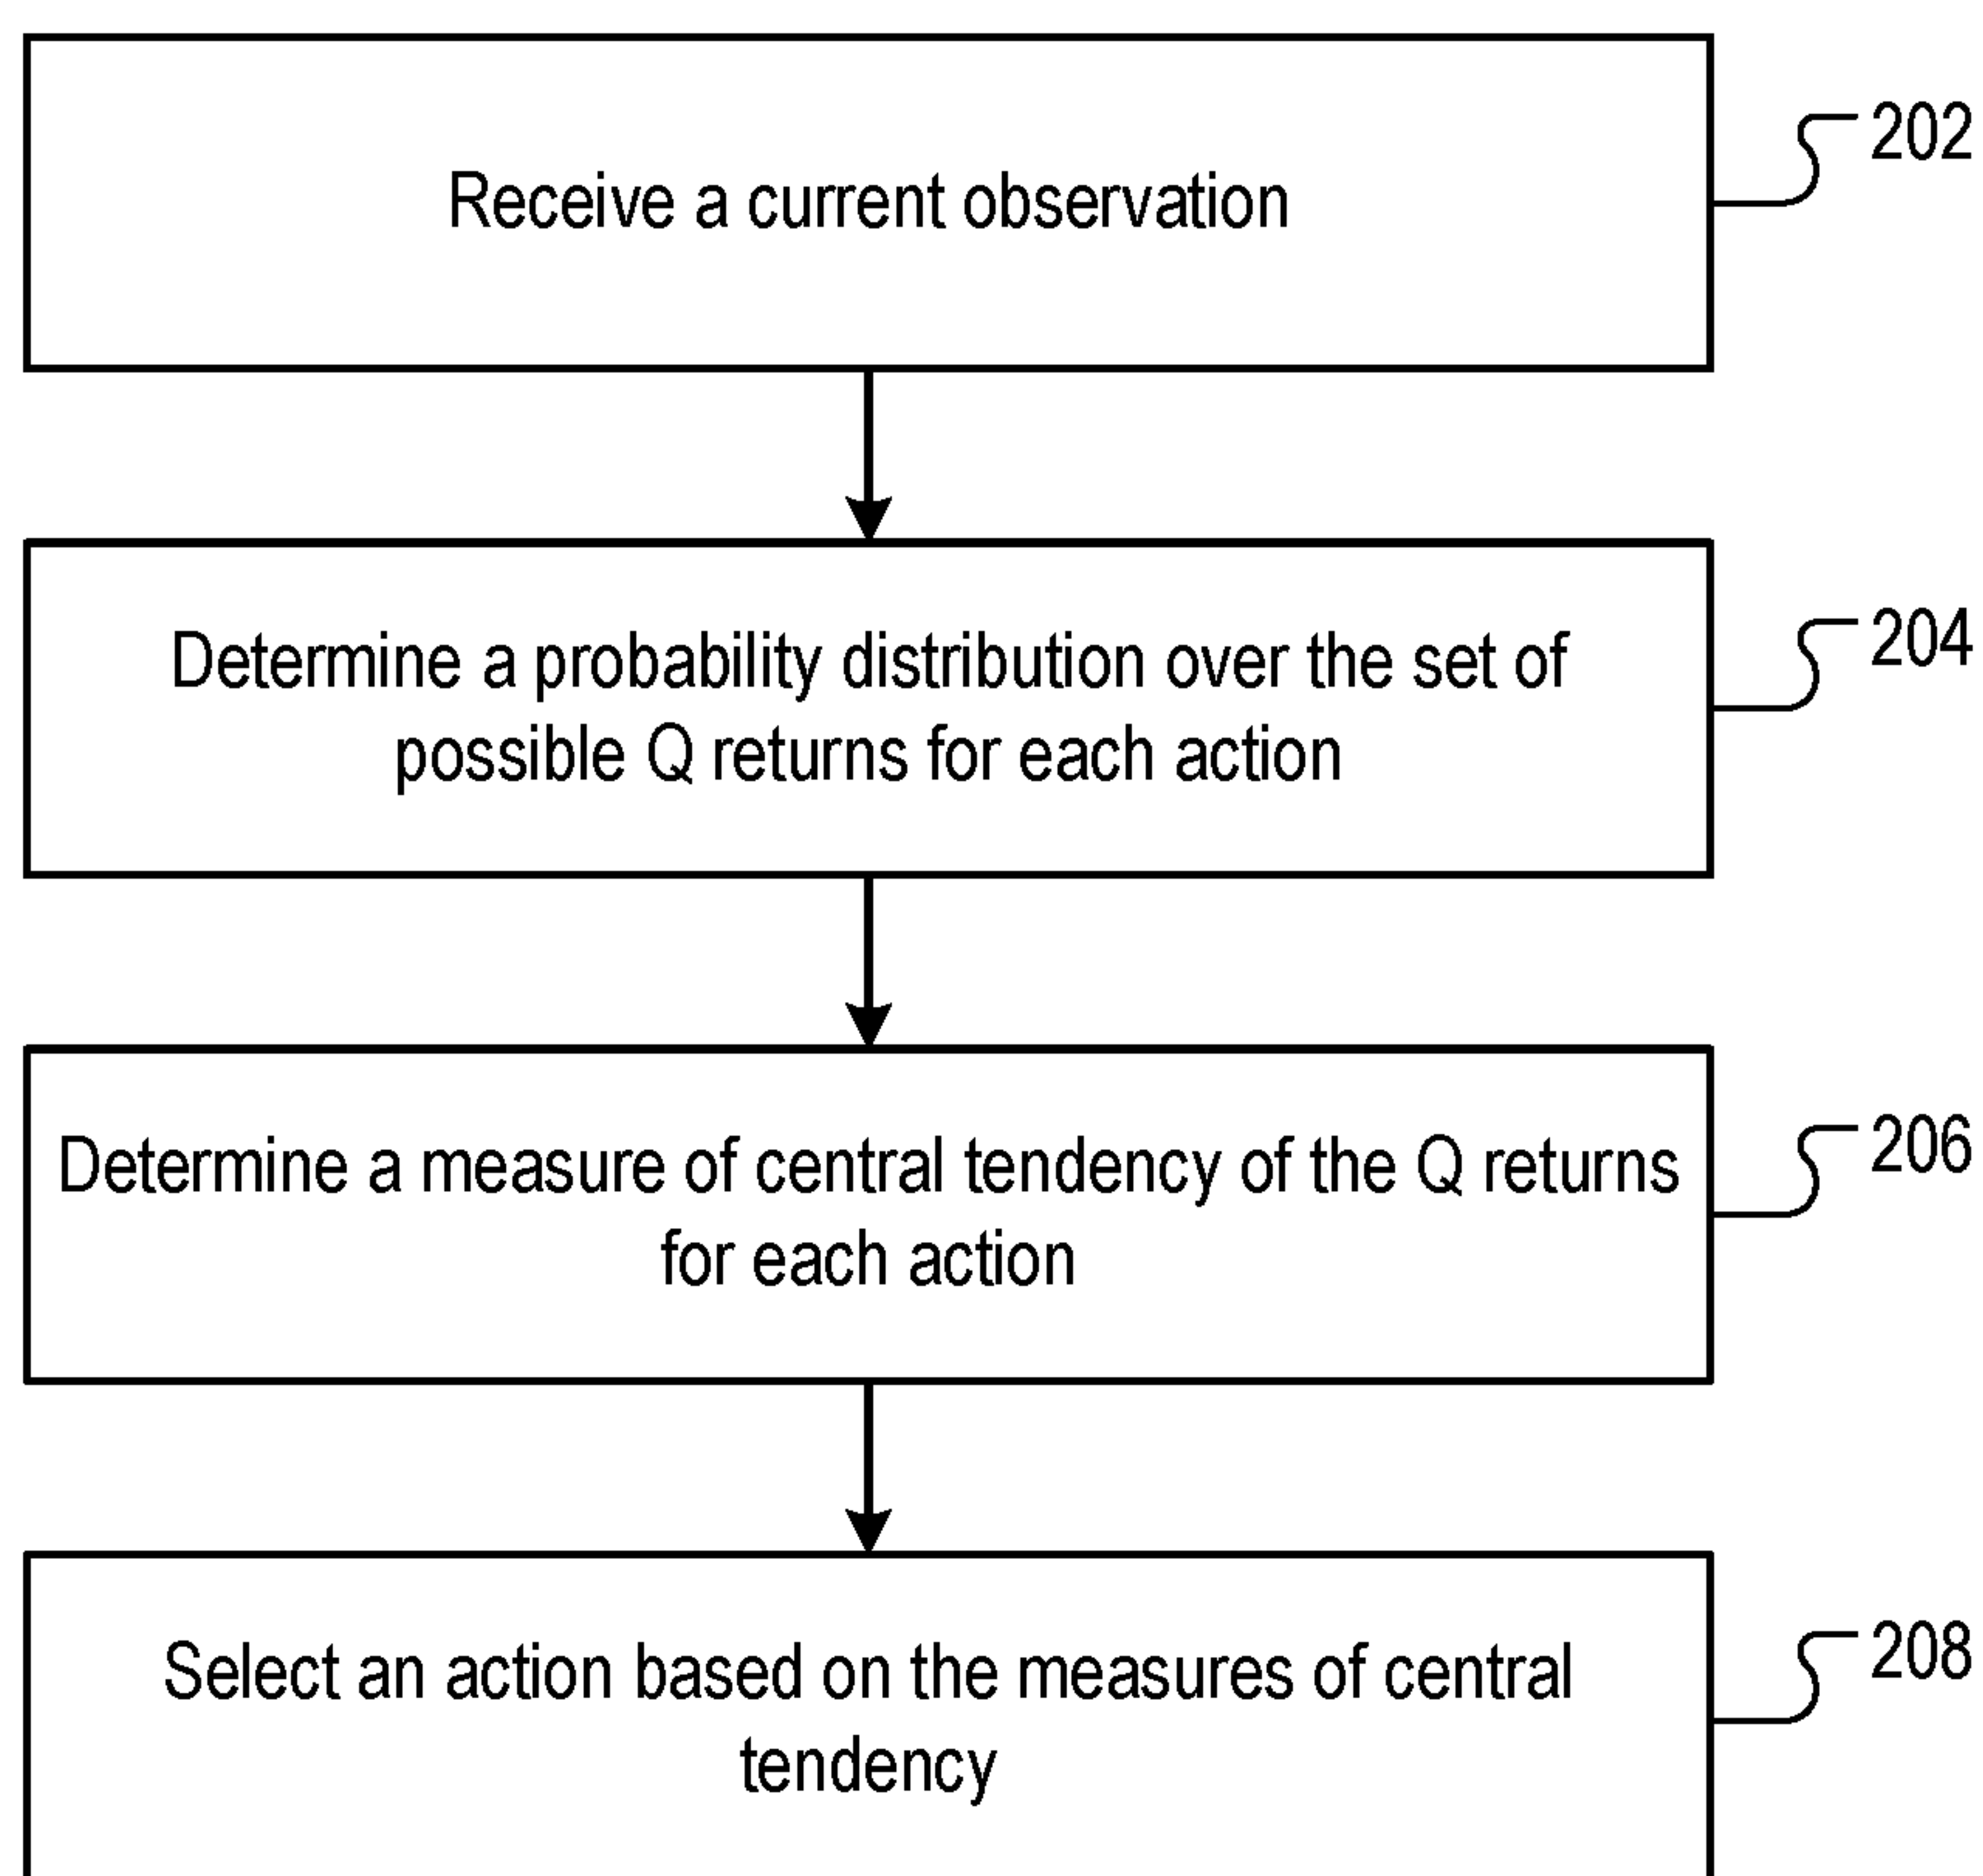 Receive a current observation
202
Determine a probability distribution over the set of
possible Q returns for each action
204
Determine a measure of central tendency of the Q returns
for each action
206
Select an action based on the measures of central
tendency
208